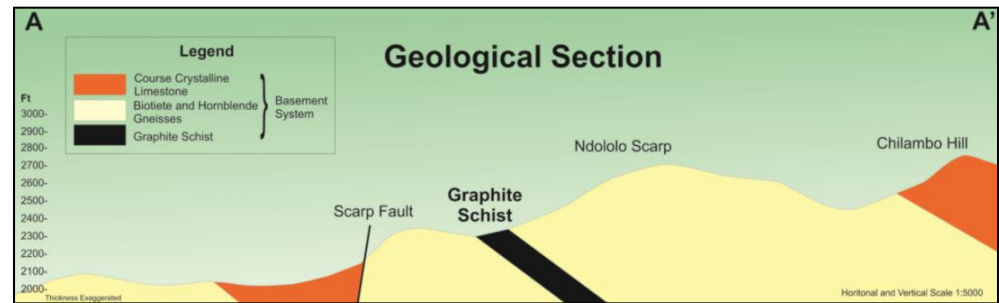 A
A'
Geological Section
Legend
Course Crystalline
Limestone
Biotiete and Hornblende
Gneisses
Graphite Schist
Basement
System
Ft
3000-
2900-
2800-
2700-
2600-
2500-
2400-
2300-
2200-
2100-
2000-
Scarp Fault
Graphite
Schist
Ndololo Scarp
Chilambo Hill
Thickness Exaggerated
Horitonal and Vertical Scale 1:5000